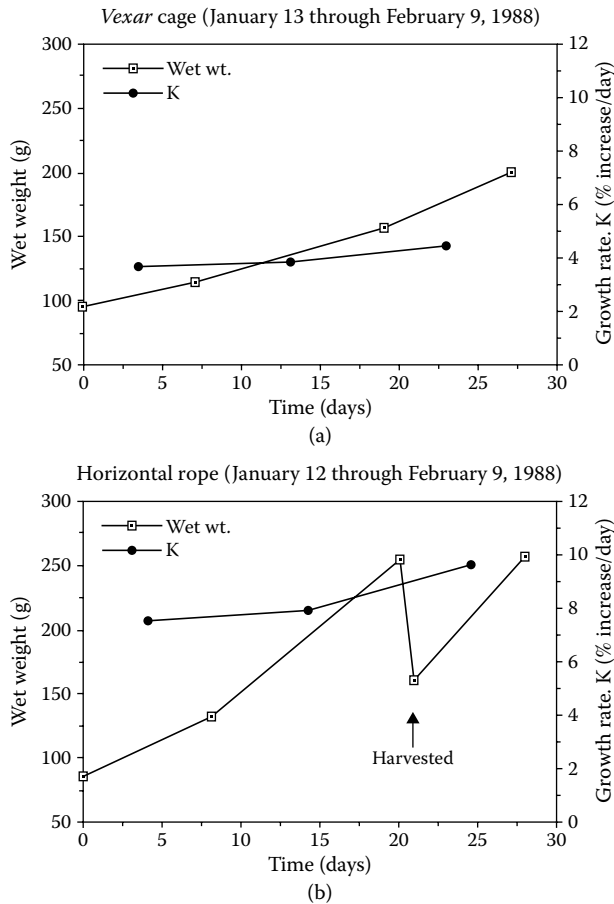 Vexar cage (January 13 through February 9, 1988)
300
250
200
150
100
50
Wet weight (g)
Wet wt.
K
12
10
8
6
4
2
0
Growth rate. K (% increase/day)
0 5 10 15 20 25 30
Time (days)
(a)
Horizontal rope (January 12 through February 9, 1988)
300
250
200
150
100
50
Wet weight (g)
Wet wt.
K
Harvested
12
10
8
6
4
2
0
Growth rate. K (% increase/day)
0 5 10 15 20 25 30
Time (days)
(b)